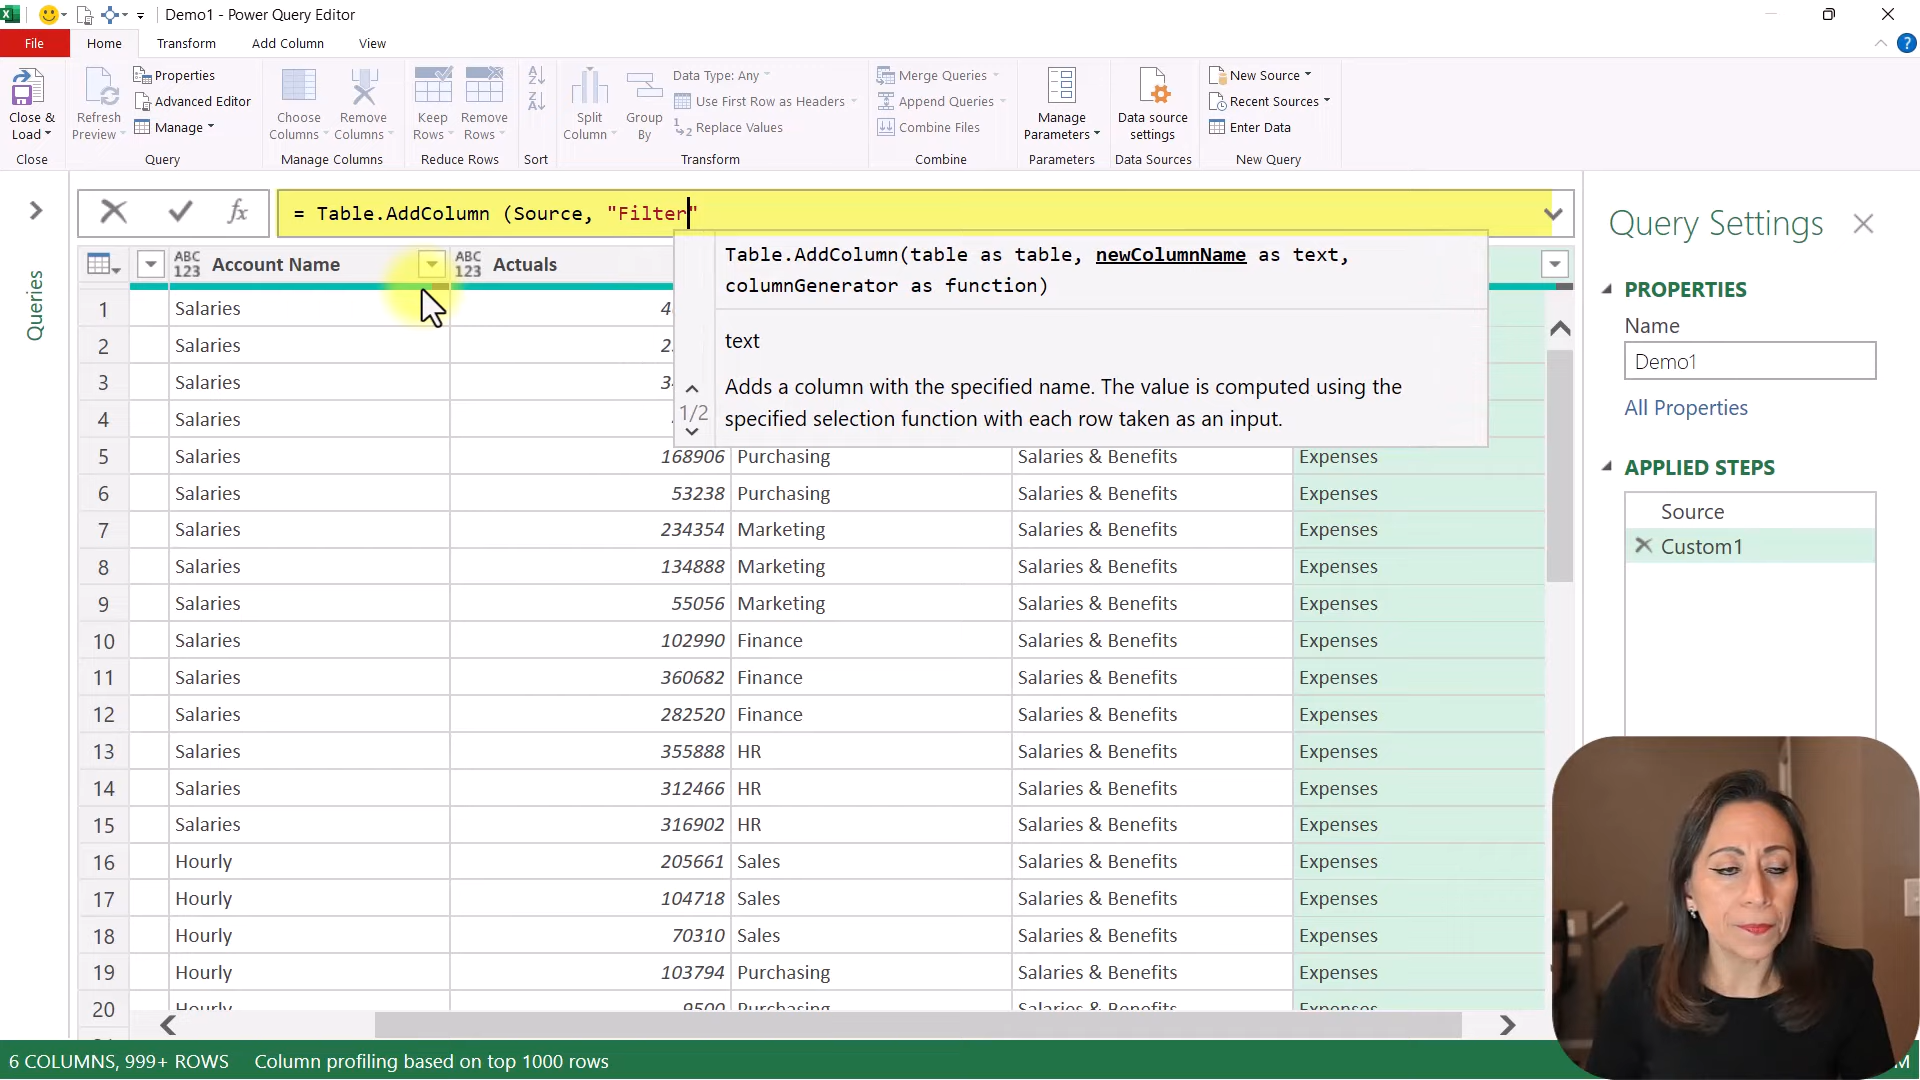 Demo1 - Power Query Editor
File Home Transform Add Column View
Close & Load
Close
Refresh Preview
Properties
Advanced Editor
Manage
Query
Choose Columns
Remove Columns
Manage Columns
Keep Rows
Remove Rows
Reduce Rows
Sort
Split Column
Group By
Data Type: Any
Use First Row as Headers
Replace Values
Transform
Merge Queries
Append Queries
Combine Files
Combine
Manage Parameters
Parameters
Data source settings
Data Sources
New Source
Recent Sources
Enter Data
New Query
= Table.AddColumn (Source, "Filter"
Table.AddColumn(table as table, newColumnName as text,
columnGenerator as function)
text
Adds a column with the specified name. The value is computed using the
specified selection function with each row taken as an input.
1/2
Queries
ABC 123 Account Name ABC 123 Actuals
1 Salaries
2 Salaries
3 Salaries
4 Salaries
5 Salaries 168906 Purchasing Salaries & Benefits Expenses
6 Salaries 53238 Purchasing Salaries & Benefits Expenses
7 Salaries 234354 Marketing Salaries & Benefits Expenses
8 Salaries 134888 Marketing Salaries & Benefits Expenses
9 Salaries 55056 Marketing Salaries & Benefits Expenses
10 Salaries 102990 Finance Salaries & Benefits Expenses
11 Salaries 360682 Finance Salaries & Benefits Expenses
12 Salaries 282520 Finance Salaries & Benefits Expenses
13 Salaries 355888 HR Salaries & Benefits Expenses
14 Salaries 312466 HR Salaries & Benefits Expenses
15 Salaries 316902 HR Salaries & Benefits Expenses
16 Hourly 205661 Sales Salaries & Benefits Expenses
17 Hourly 104718 Sales Salaries & Benefits Expenses
18 Hourly 70310 Sales Salaries & Benefits Expenses
19 Hourly 103794 Purchasing Salaries & Benefits Expenses
20 Hourly 9500 Purchasing Salaries & Benefits Expenses
Query Settings
PROPERTIES
Name
Demo1
All Properties
APPLIED STEPS
Source
Custom1
6 COLUMNS, 999+ ROWS Column profiling based on top 1000 rows